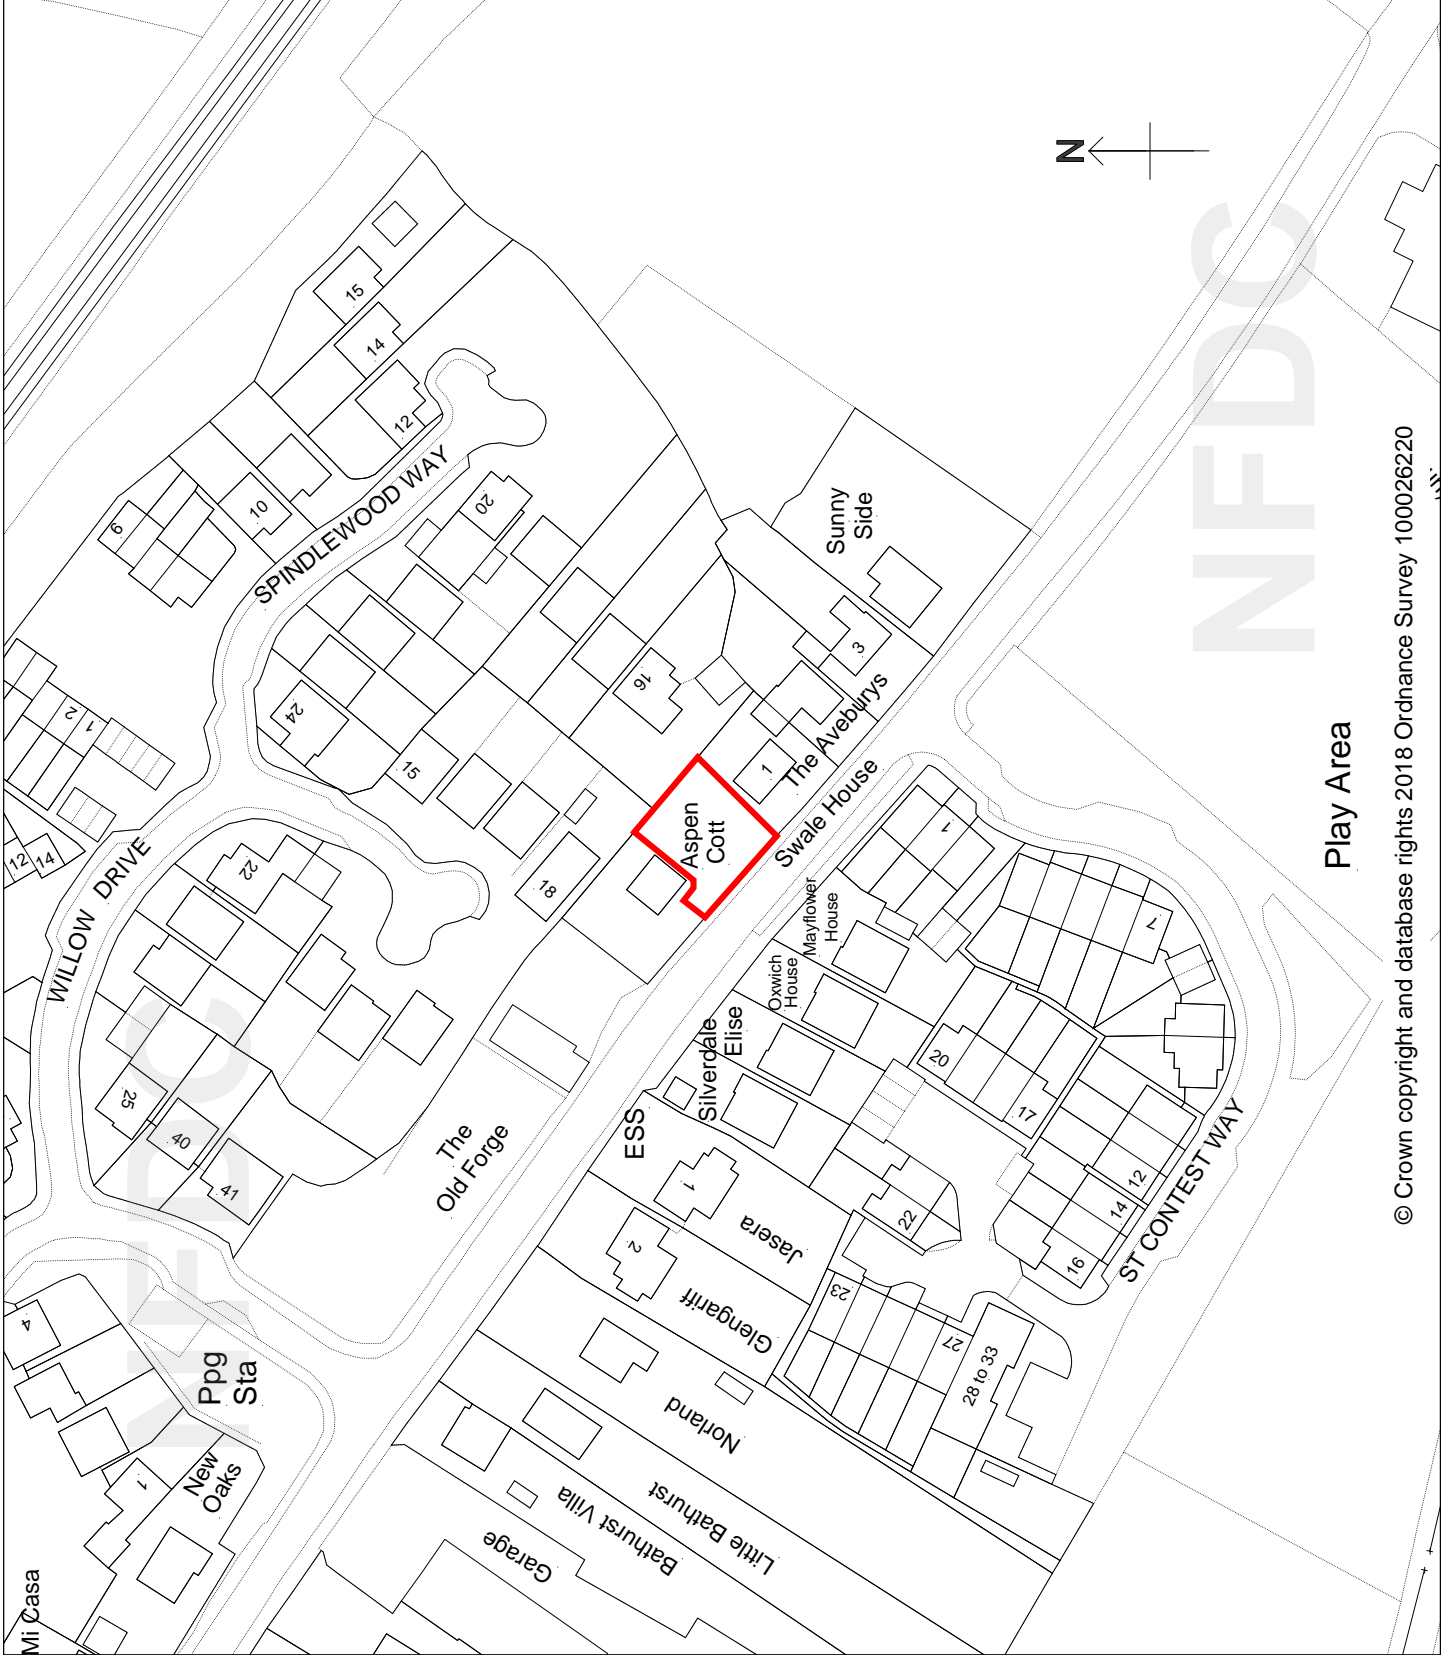 N
15
14
12
SPINDLEWOOD WAY
10
6
20
Sunny
Side
3
The Aveburys
1
16
24
15
2
1
12
14
WILLOW DRIVE
22
18
Aspen
Cott
Swale House
Mayflower
House
Oxwich
House
Elise
Silverdale
ESS
The
Old Forge
25
40
41
4
Ppg
Sta
New
Oaks
1
Mi Casa
1
2
Jasera
Glengariff
Norland
Little Bathurst
Bathurst Villa
Garage
1
7
20
17
22
23
27
28 to 33
12
14
16
ST CONTEST WAY
Play Area
NFDC
NFDC
© Crown copyright and database rights 2018 Ordnance Survey 100026220